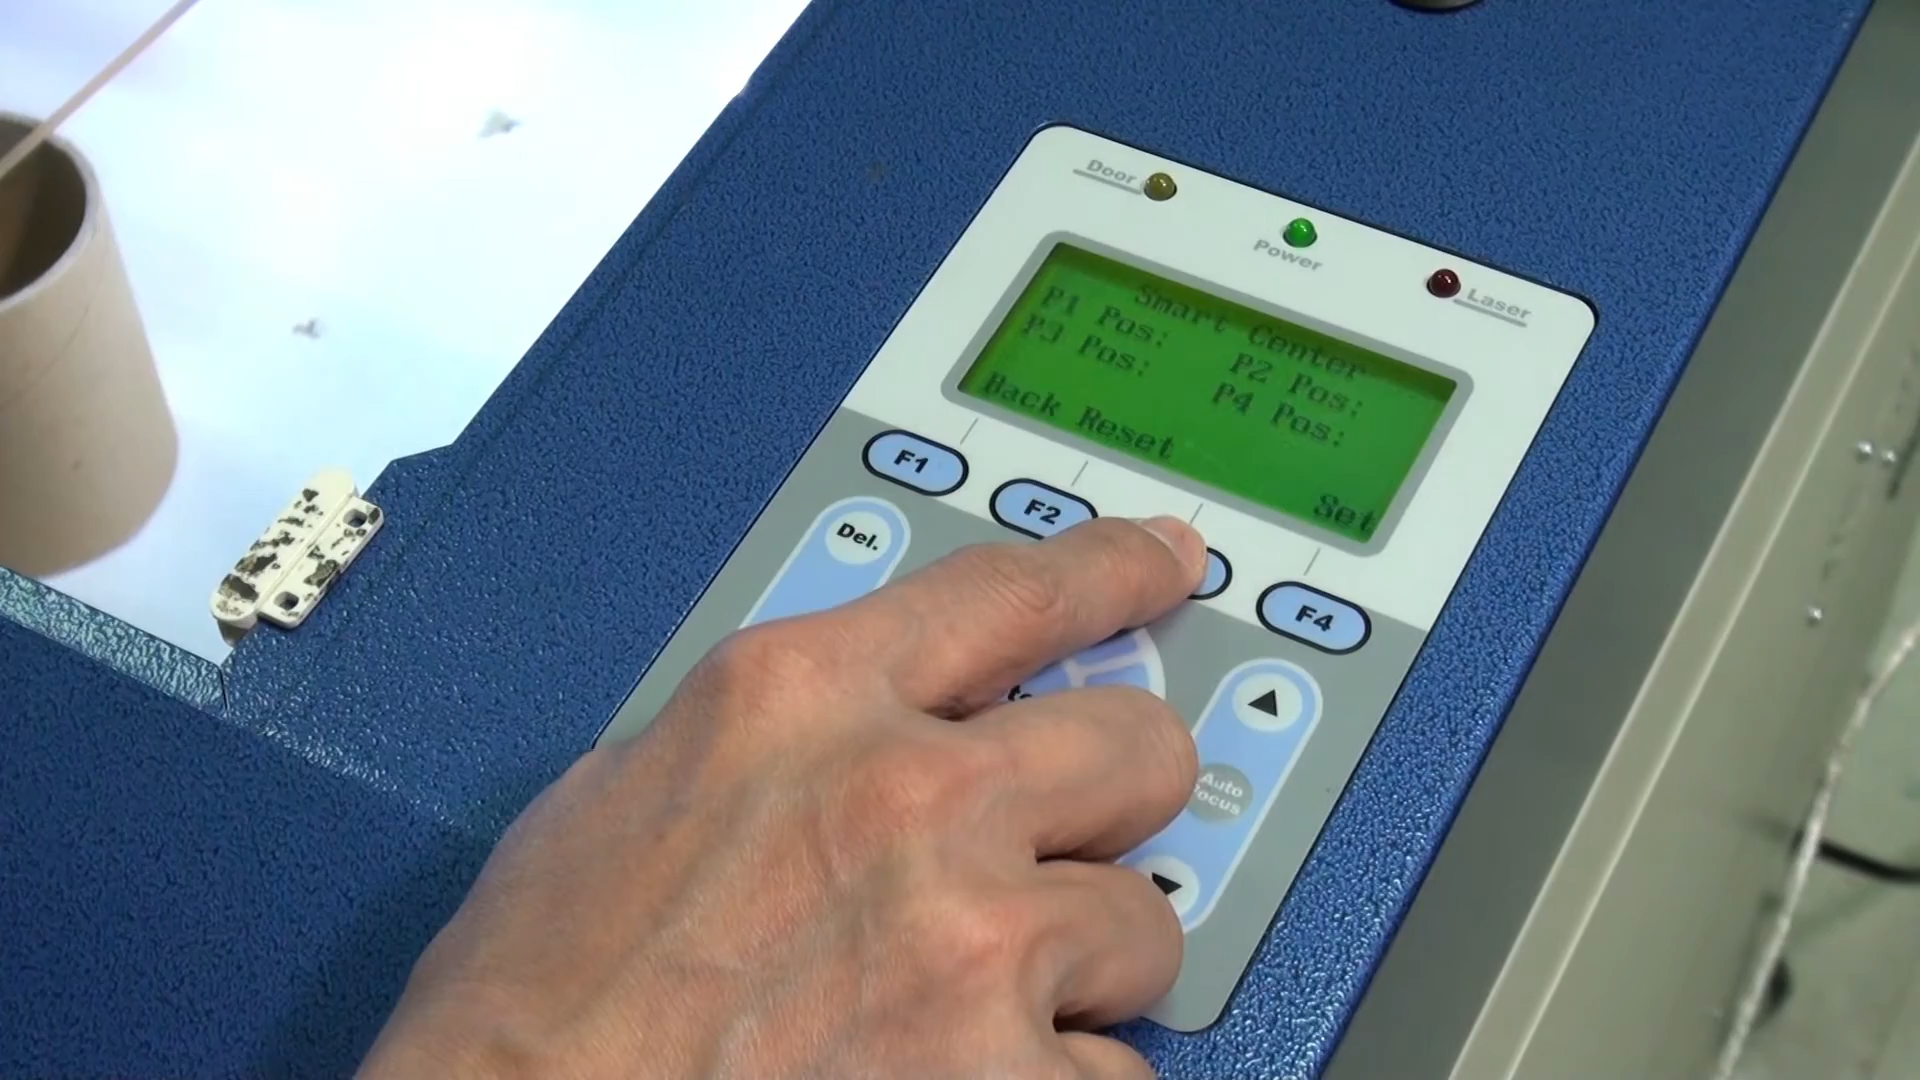 Door
Power
Laser
Smart Center
P1 Pos: P2 Pos:
P3 Pos: P4 Pos:
Back Reset Set
F1
F2
F4
Del.
Auto
Focus